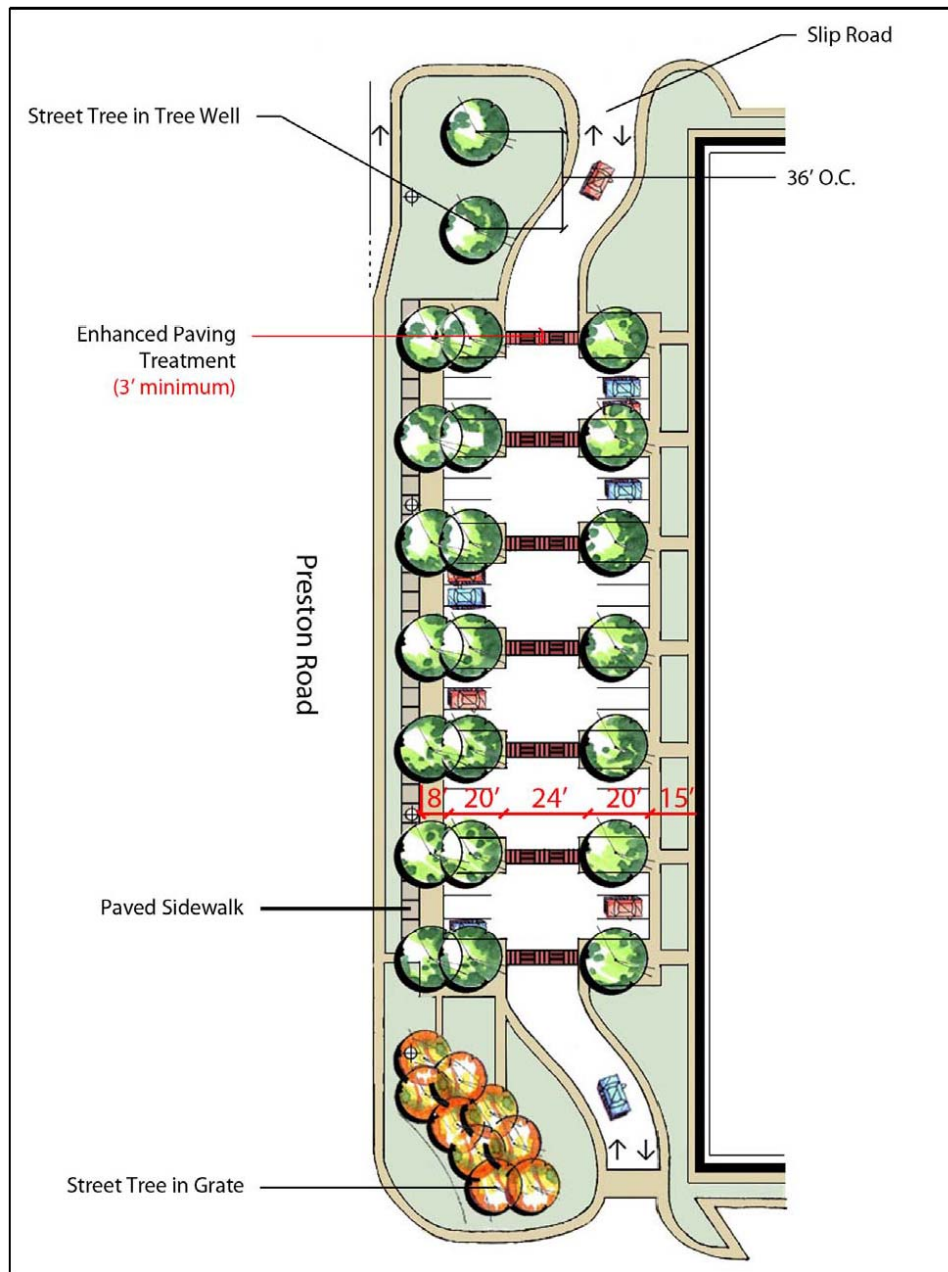 Slip Road
Street Tree in Tree Well
36' O.C.
Enhanced Paving
Treatment
(3' minimum)
Preston Road
8' 20' 24' 20' 15'
Paved Sidewalk
Street Tree in Grate